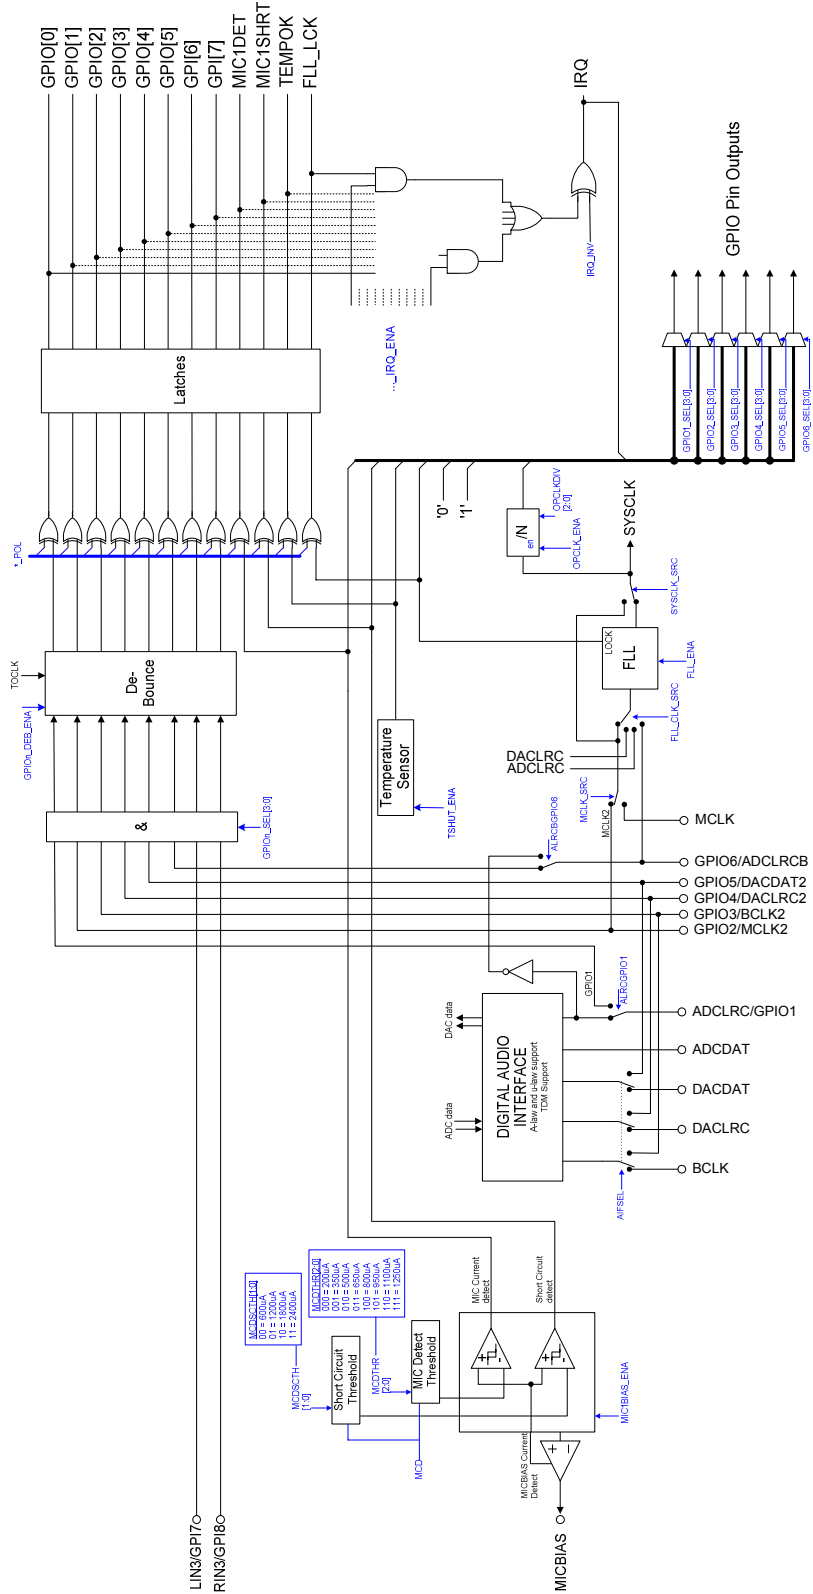 GPIO[0]
GPIO[1]
GPIO[2]
GPIO[3]
GPIO[4]
GPIO[5]
GPI[6]
GPI[7]
MIC1DET
MIC1SHRT
TEMPOK
FLL_LCK
IRQ
IRQ_INV
..._IRQ_ENA
Latches
GPIO Pin Outputs
GPIO1_SEL[3:0]
GPIO2_SEL[3:0]
GPIO3_SEL[3:0]
GPIO4_SEL[3:0]
GPIO5_SEL[3:0]
GPIO6_SEL[3:0]
*_POL
'0'
'1'
/N
en
OPCLKDIV
[2:0]
OPCLK_ENA
SYSCLK
SYSCLK_SRC
LOCK
FLL
FLL_ENA
FLL_CLK_SRC
TOCLK
GPIOn_DEB_ENA
De-
Bounce
Temperature
Sensor
TSHUT_ENA
DACLRC
ADCLRC
MCLK_SRC
MCLK2
&
GPIOn_SEL[3:0]
ALRCBGPIO6
MCLK
GPIO6/ADCLRCB
GPIO5/DACDAT2
GPIO4/DACLRC2
GPIO3/BCLK2
GPIO2/MCLK2
GPIO1
ALRCGPIO1
ADCLRC/GPIO1
ADCDAT
DACDAT
DACLRC
BCLK
DAC data
ADC data
DIGITAL AUDIO
INTERFACE
A-law and u-law support
TDM Support
AIFSEL
MCDSCTH[1:0]
00 = 600uA
01 = 1200uA
10 = 1800uA
11 = 2400uA
MCDTHR[2:0]
000 = 200uA
001 = 350uA
010 = 500uA
011 = 650uA
100 = 800uA
101 = 950uA
110 = 1100uA
111 = 1250uA
MCDSCTH
[1:0]
Short Circuit
Threshold
MCDTHR
[2:0]
MIC Detect
Threshold
MCD
MIC Current
detect
Short Circuit
detect
+
-
+
-
MIC1BIAS_ENA
MICBIAS Current
Detect
+
−
MICBIAS
LIN3/GPI7
RIN3/GPI8